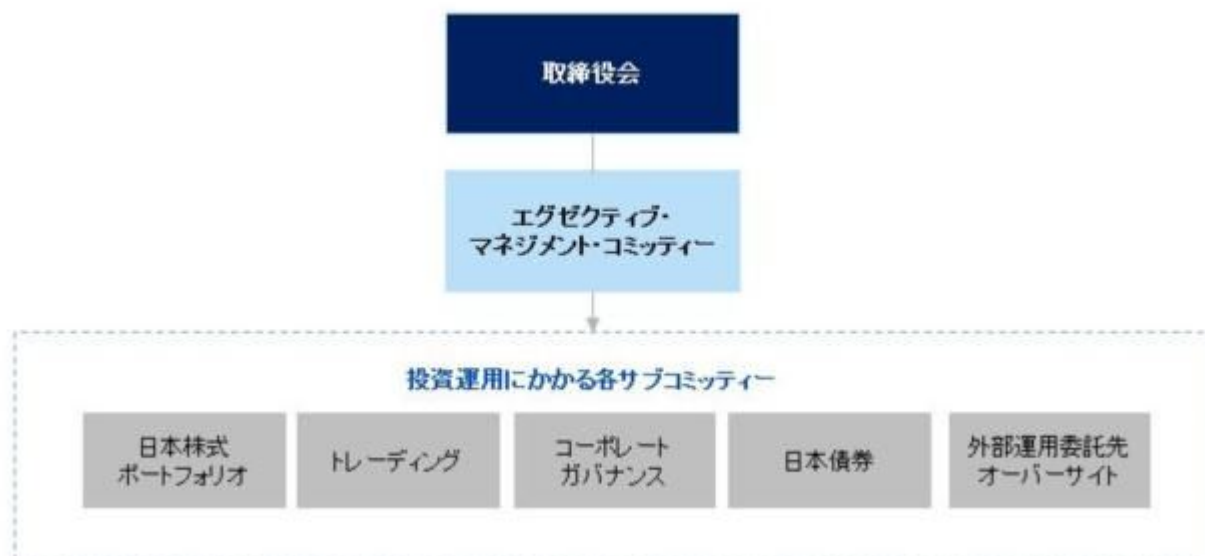 取締役会
エグゼクティブ・
マネジメント・コミッティー
投資運用にかかる各サブコミッティー
日本株式
ポートフォリオ
トレーディング
コーポレート
ガバナンス
日本債券
外部運用委託先
オーバーサイト